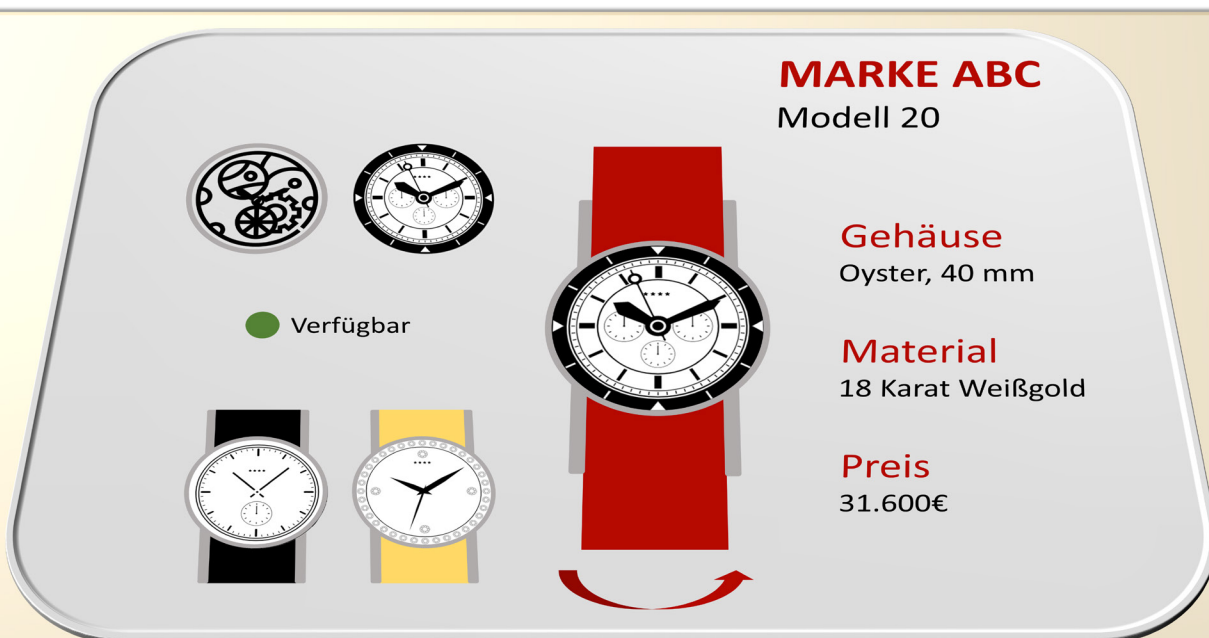 MARKE ABC
Modell 20
Gehäuse
Oyster, 40 mm
Verfügbar
Material
18 Karat Weißgold
Preis
31.600€